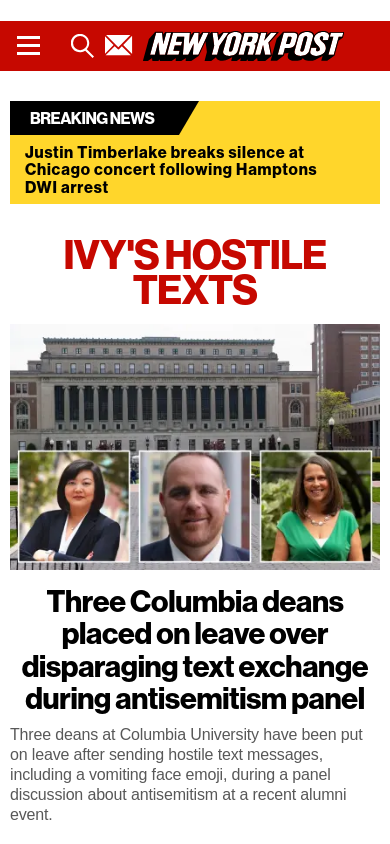 NEW YORK POST
BREAKING NEWS
Justin Timberlake breaks silence at
Chicago concert following Hamptons
DWI arrest
IVY'S HOSTILE
TEXTS
Three Columbia deans
placed on leave over
disparaging text exchange
during antisemitism panel
Three deans at Columbia University have been put
on leave after sending hostile text messages,
including a vomiting face emoji, during a panel
discussion about antisemitism at a recent alumni
event.